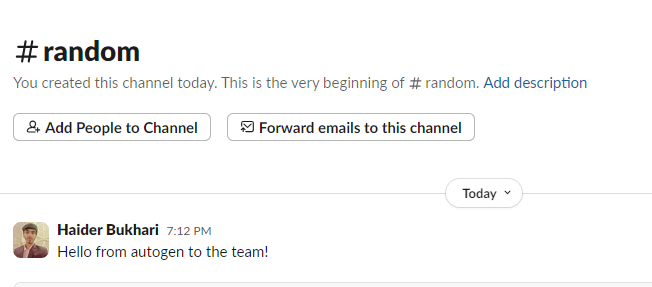 # random
You created this channel today. This is the very beginning of # random. Add description
Add People to Channel Forward emails to this channel
Today
Haider Bukhari 7:12 PM
Hello from autogen to the team!